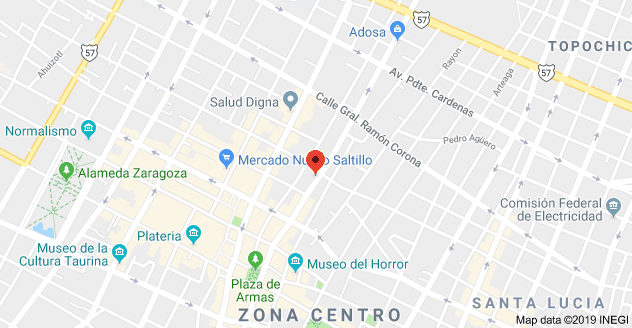 57
Adosa
Rayon
TOPOCHIC
57
Ahuizotl
57
Arteaga
Av. Pdte. Cardenas
Salud Digna
Calle Gral. Ramón Corona
Normalismo
Pedro Agüero
Mercado Nuevo Saltillo
Alameda Zaragoza
Comisión Federal
de Electricidad
Plateria
Museo de la
Cultura Taurina
Museo del Horror
Plaza de
Armas
SANTA LUCIA
ZONA CENTRO
Map data ©2019 INEGI